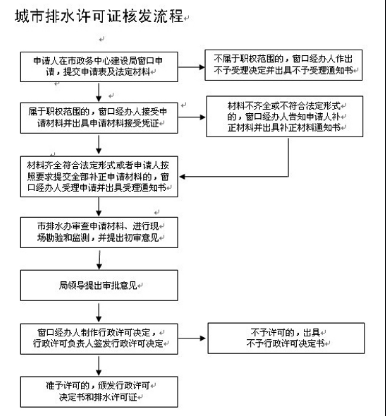 城市排水许可证核发流程
申请人在市政务中心建设局窗口申
请，提交申请表及法定材料
不属于职权范围的，窗口经办人作出
不予受理决定并出具不予受理通知书
属于职权范围的，窗口经办人接受申
请材料并出具申请材料接受凭证
材料不齐全或不符合法定形式
的，窗口经办人告知申请人补
正材料并出具补正材料通知书
材料齐全符合法定形式或者申请人按
照要求提交全部补正申请材料的，窗
口经办人受理申请并出具受理通知书
市排水办审查申请材料、进行现
场勘验和监测，并提出初审意见
局领导提出审批意见
窗口经办人制作行政许可决定，
行政许可负责人签发行政许可决定
不予许可的，出具
不予行政许可决定书
准予许可的，颁发行政许可
决定书和排水许可证